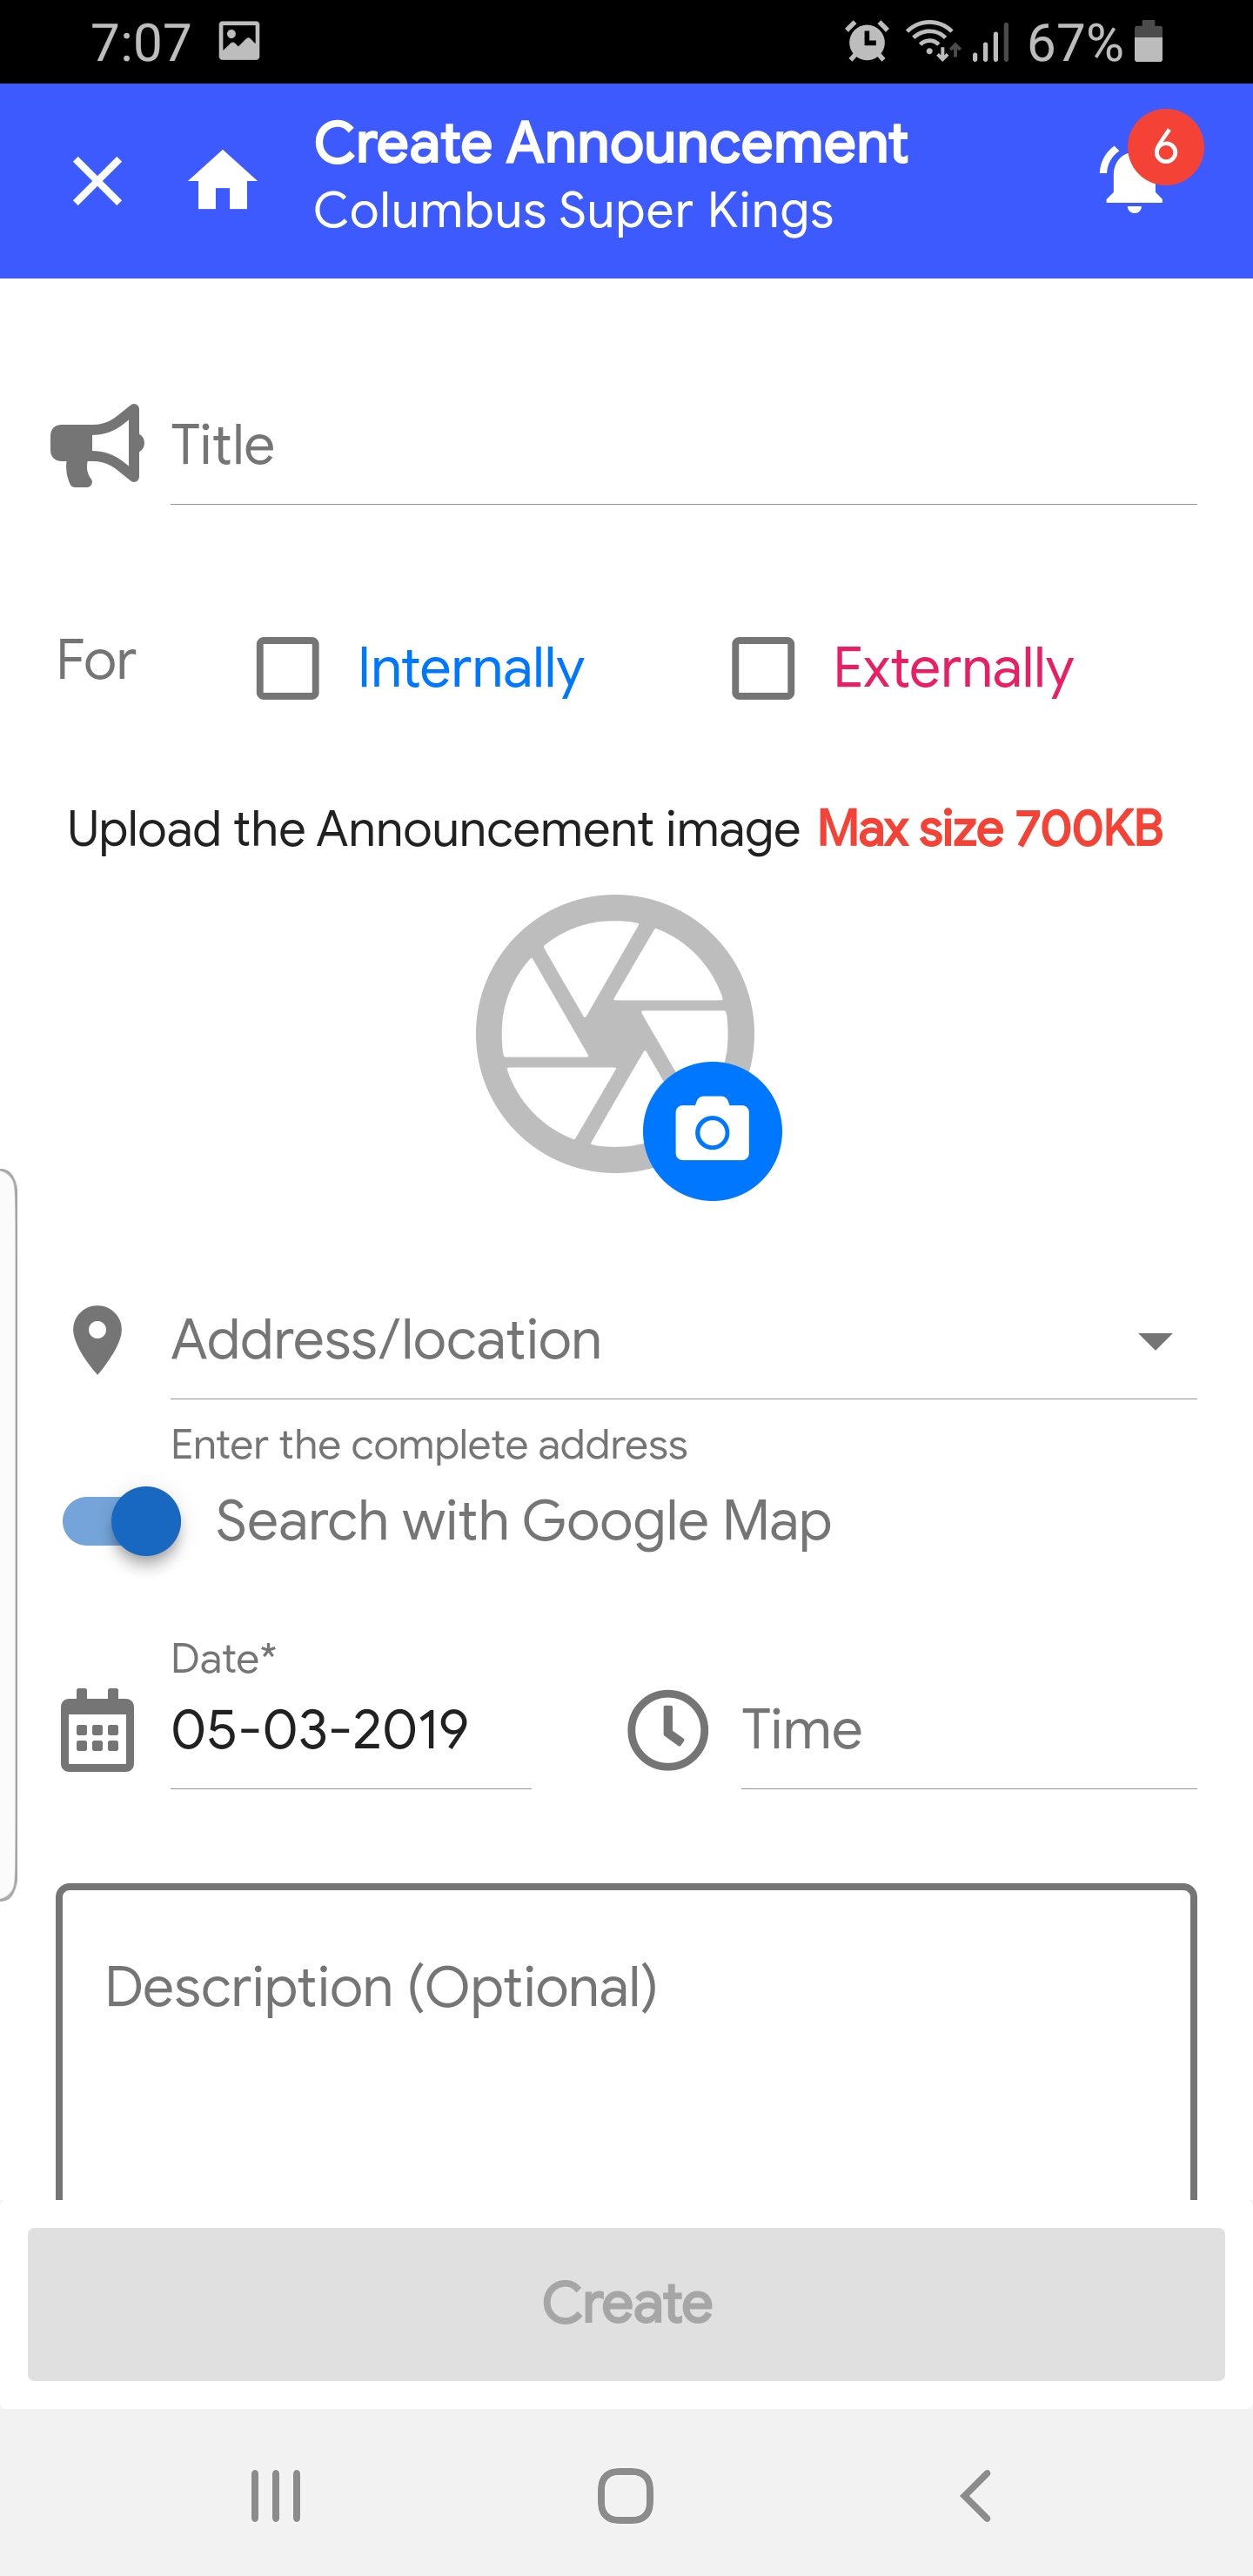 7:07 67%
Create Announcement 6
Columbus Super Kings
Title
For Internally Externally
Upload the Announcement image Max size 700KB
Address/location
Enter the complete address
Search with Google Map
Date*
05-03-2019 Time
Description (Optional)
Create